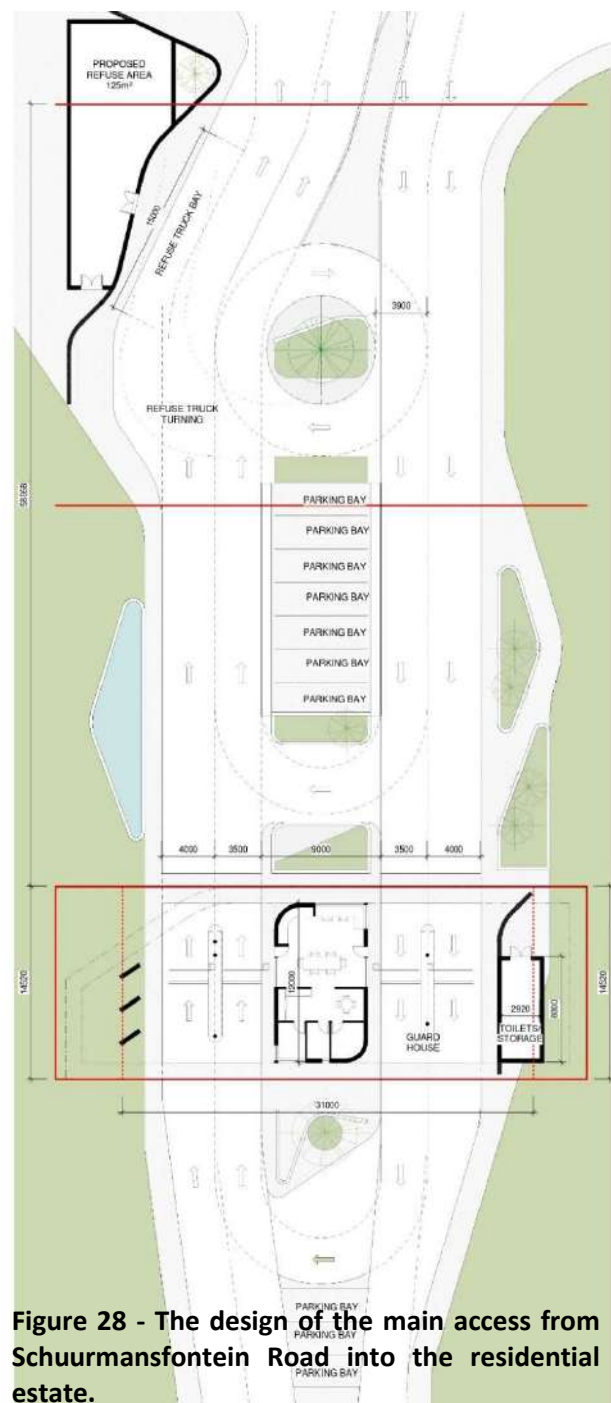 PROPOSED
REFUSE AREA
125m²
15000
REFUSE TRUCK BAY
3900
REFUSE TRUCK
TURNING
PARKING BAY
PARKING BAY
PARKING BAY
PARKING BAY
PARKING BAY
PARKING BAY
PARKING BAY
4000 3500 9000 3500 4000
14520
12000
GUARD
HOUSE
2920
TOILETS/
STORAGE
8800
14520
31000
PARKING BAY
PARKING BAY
PARKING BAY
Figure 28 - The design of the main access from
Schuurmansfontein Road into the residential
estate.